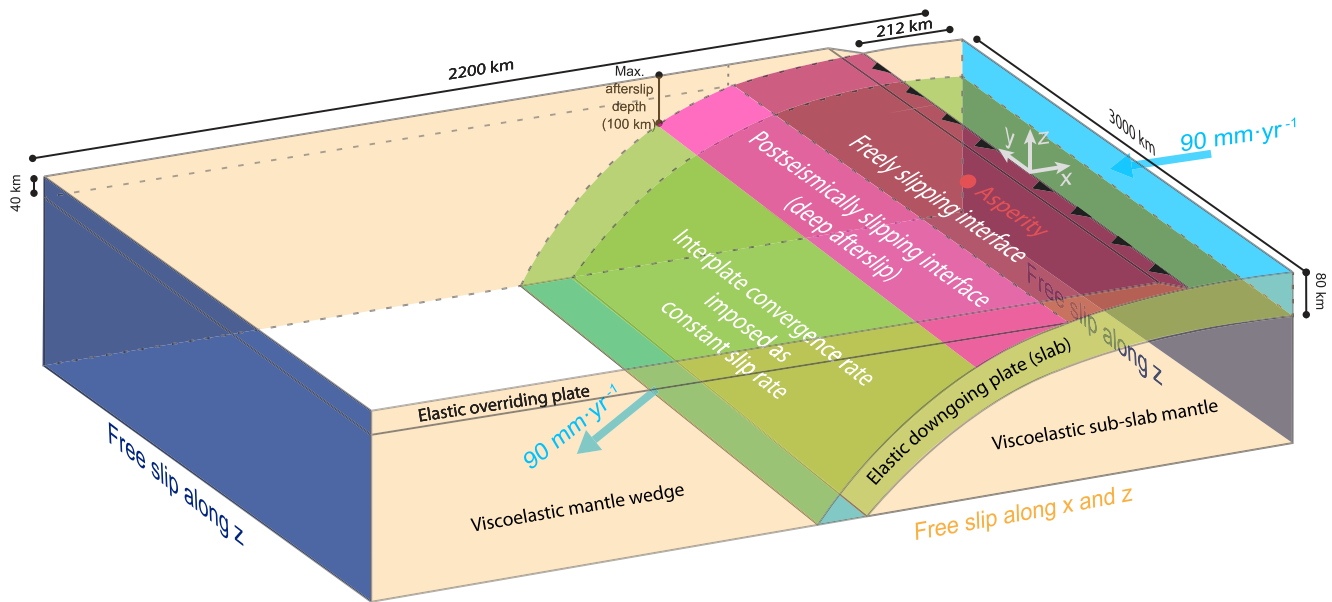 2200 km
212 km
Max.
afterslip
depth
(100 km)
3000 km
90 mm·yr⁻¹
40 km
80 km
y
z
x
Asperity
Freely slipping interface
Postseismically slipping interface
(deep afterslip)
Interplate convergence rate
imposed as
constant slip rate
Free slip along z
Elastic overriding plate
90 mm·yr⁻¹
Elastic downgoing plate (slab)
Viscoelastic sub-slab mantle
Viscoelastic mantle wedge
Free slip along z
Free slip along x and z